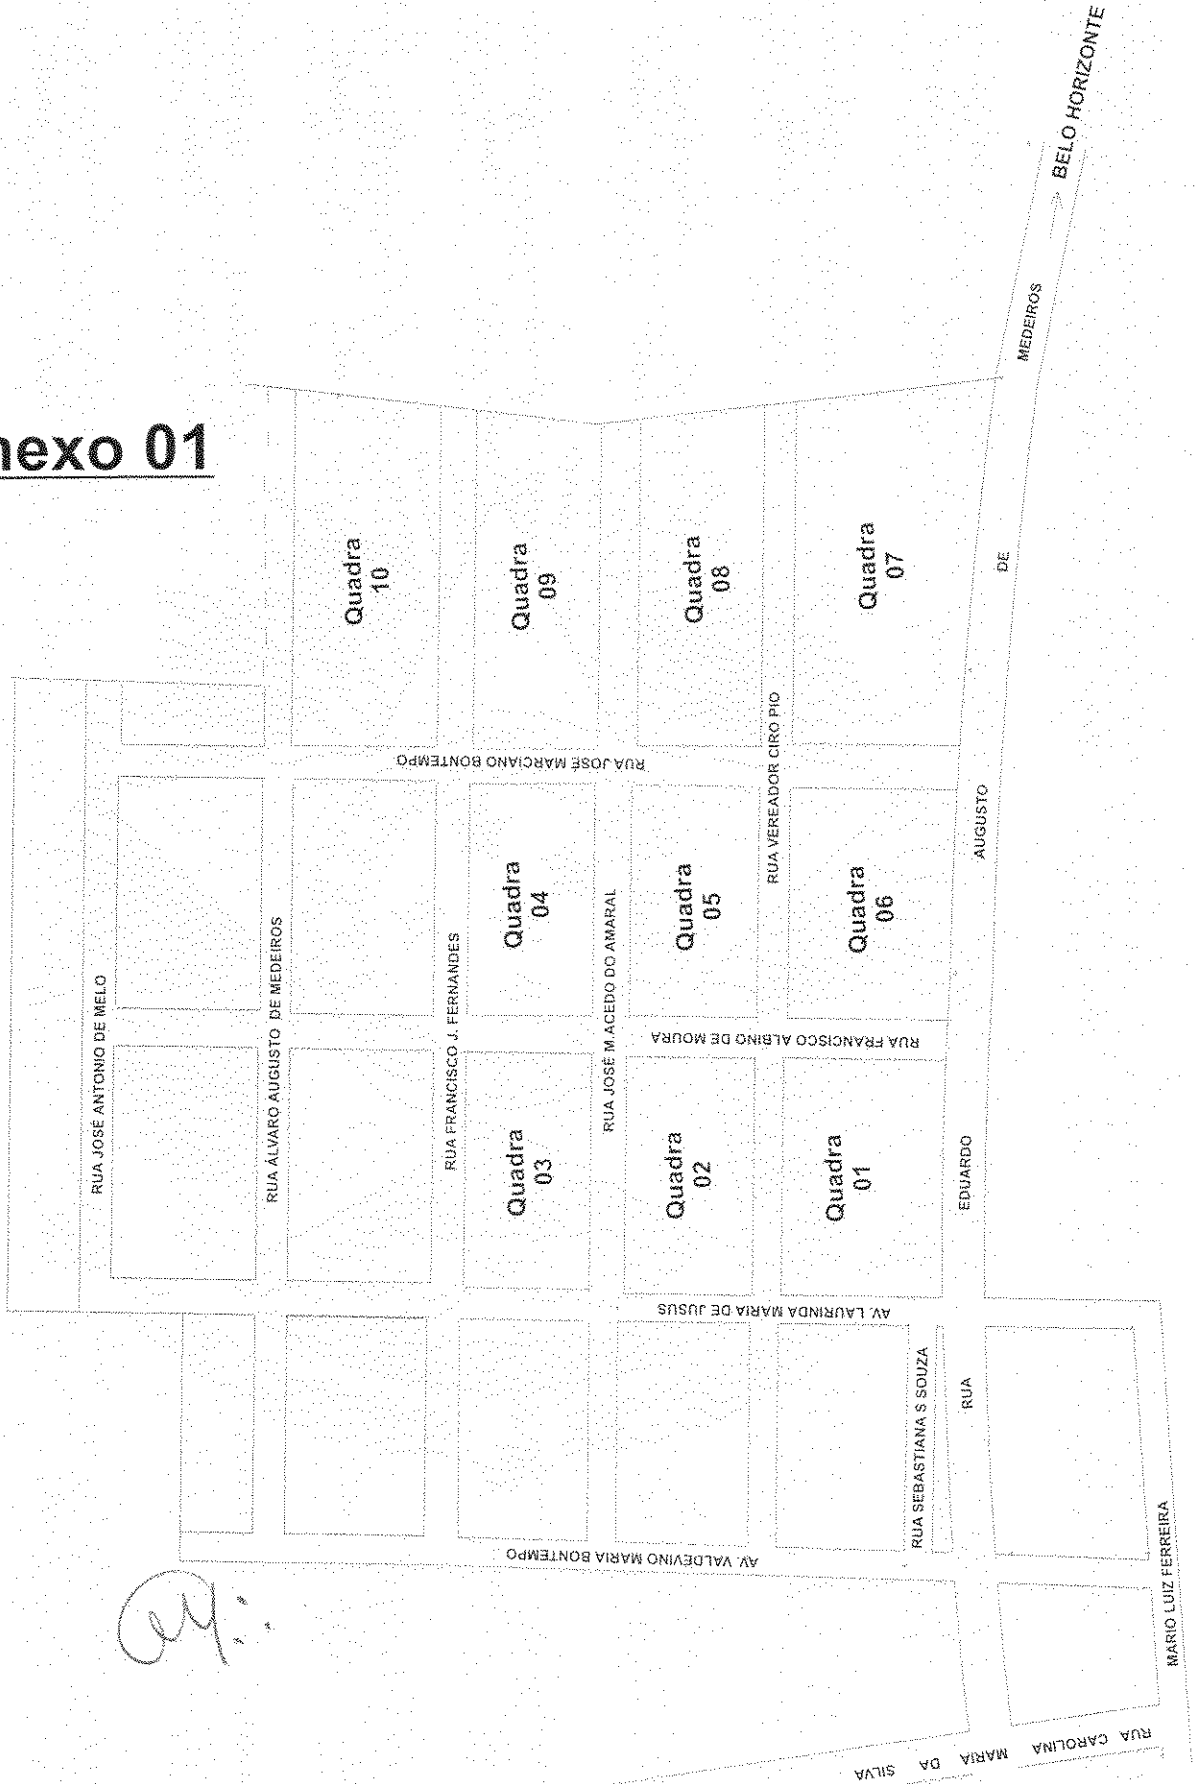 nexo 01
BELO HORIZONTE
RUA EDUARDO AUGUSTO DE MEDEIROS
Quadra
10
Quadra
09
Quadra
08
Quadra
07
RUA JOSÉ MARCIANO BONTEMPO
RUA VEREADOR CIRO PIO
Quadra
04
Quadra
05
Quadra
06
RUA JOSÉ ANTONIO DE MELO
RUA ÁLVARO AUGUSTO DE MEDEIROS
RUA FRANCISCO J. FERNANDES
RUA JOSÉ M.ACEDO DO AMARAL
RUA FRANCISCO ALBINO DE MOURA
Quadra
03
Quadra
02
Quadra
01
AV. LAURINDA MARIA DE JUSUS
RUA SEBASTIANA S SOUZA
AV. VALDEVINO MARIA BONTEMPO
MARIO LUIZ FERREIRA
RUA CAROLINA MARIA DA SILVA